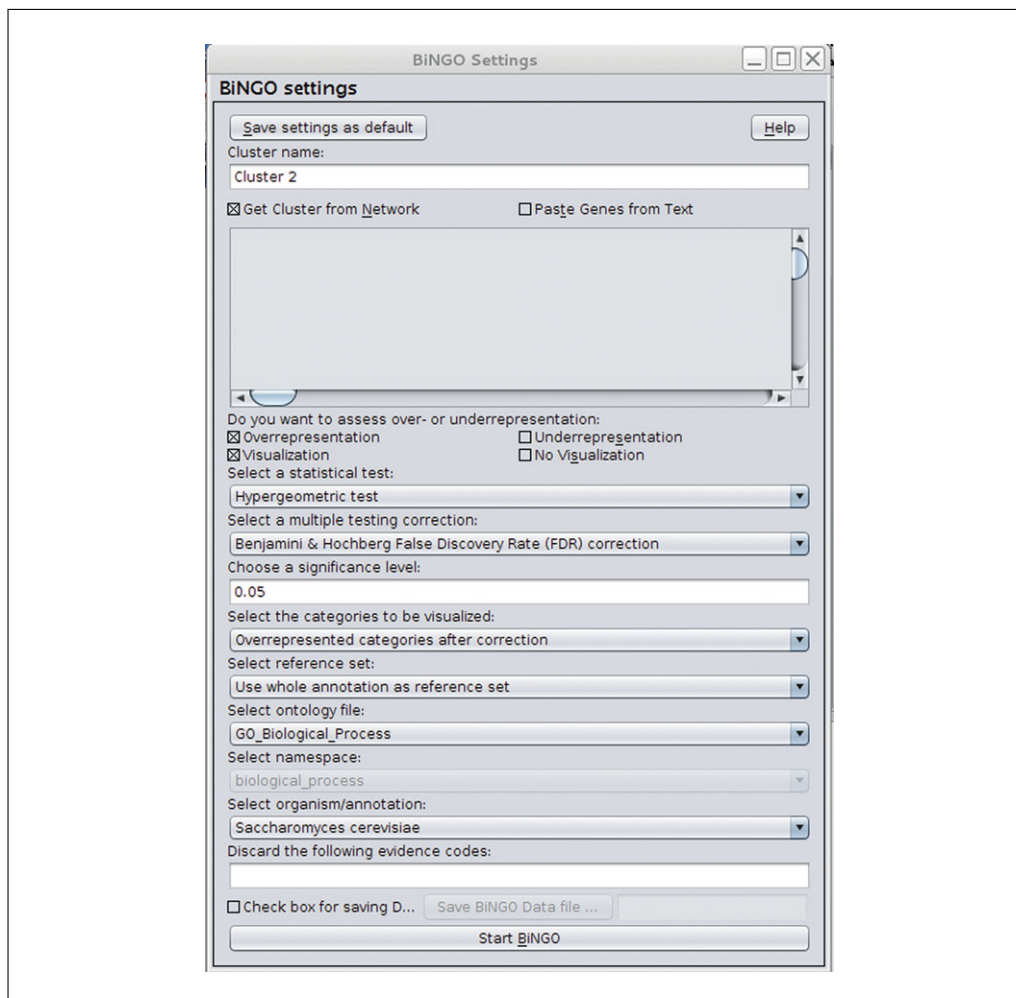 BiNGO Settings
BiNGO settings
Save settings as default Help
Cluster name:
Cluster 2
Get Cluster from Network Paste Genes from Text
Do you want to assess over- or underrepresentation:
Overrepresentation Underrepresentation
Visualization No Visualization
Select a statistical test:
Hypergeometric test
Select a multiple testing correction:
Benjamini & Hochberg False Discovery Rate (FDR) correction
Choose a significance level:
0.05
Select the categories to be visualized:
Overrepresented categories after correction
Select reference set:
Use whole annotation as reference set
Select ontology file:
GO_Biological_Process
Select namespace:
biological_process
Select organism/annotation:
Saccharomyces cerevisiae
Discard the following evidence codes:
Check box for saving D... Save BiNGO Data file ...
Start BiNGO